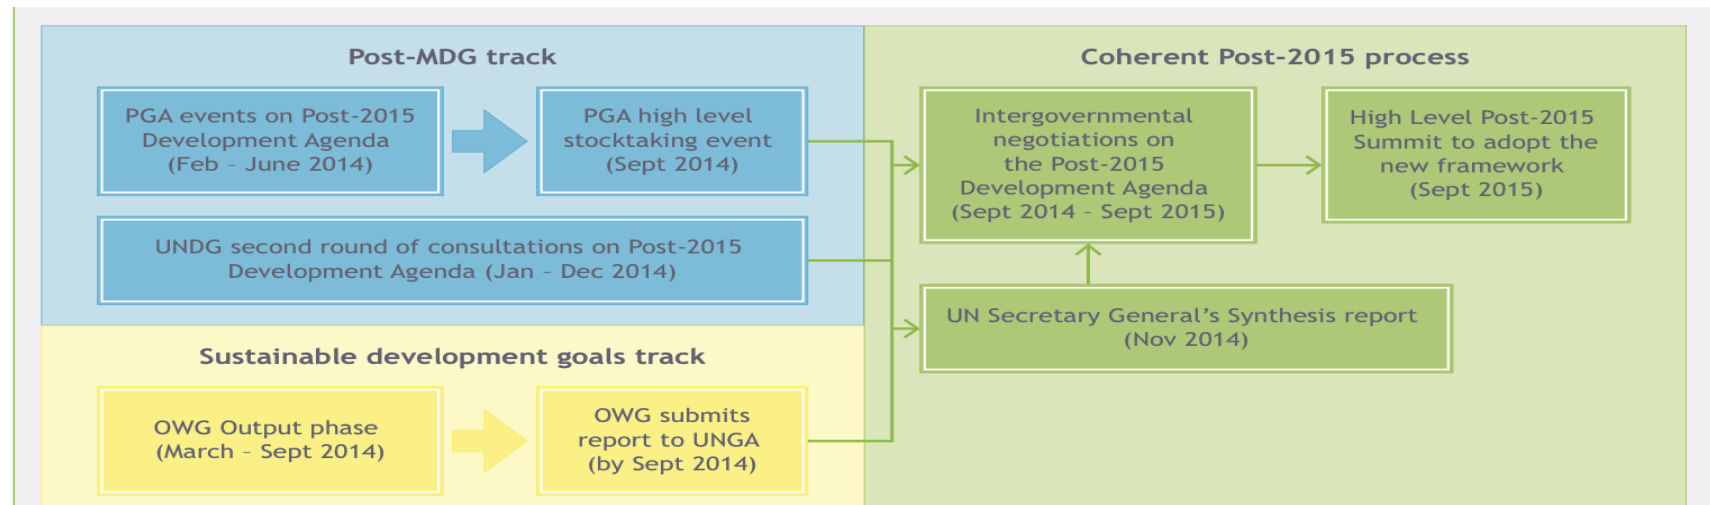 Post-MDG track
PGA events on Post-2015
Development Agenda
(Feb – June 2014)
PGA high level
stocktaking event
(Sept 2014)
UNDG second round of consultations on Post-2015
Development Agenda (Jan – Dec 2014)
Sustainable development goals track
OWG Output phase
(March – Sept 2014)
OWG submits
report to UNGA
(by Sept 2014)
Coherent Post-2015 process
Intergovernmental
negotiations on
the Post-2015
Development Agenda
(Sept 2014 – Sept 2015)
High Level Post-2015
Summit to adopt the
new framework
(Sept 2015)
UN Secretary General’s Synthesis report
(Nov 2014)